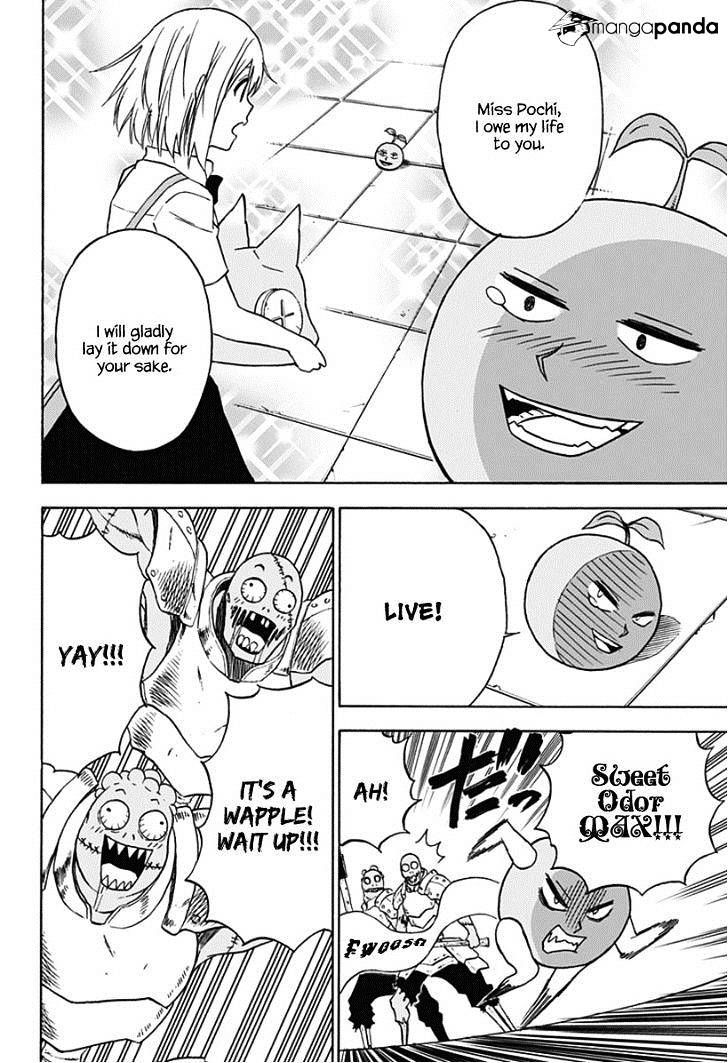 mangapanda
Miss Pochi,
I owe my life
to you.
I will gladly
lay it down for
your sake.
LIVE!
Sweet
Odor
MAX!!!
だっ
AH!
Fwoosh
YAY!!!
IT'S A
WAPPLE!
WAIT UP!!!